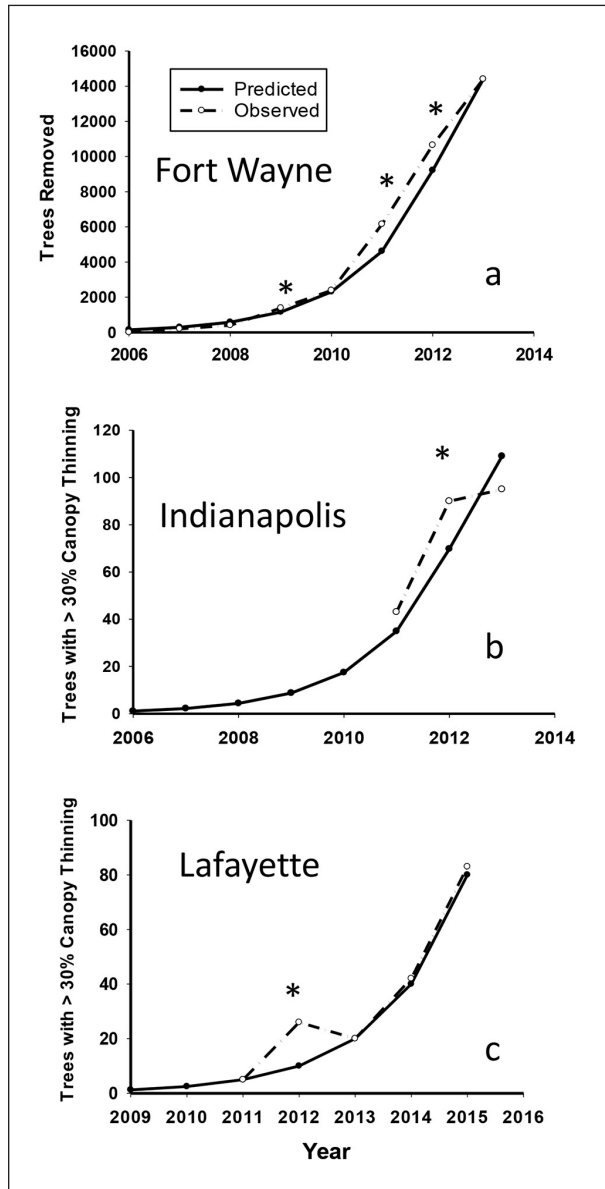 16000
14000
12000
10000
8000
6000
4000
2000
0
Trees Removed
Predicted
Observed
Fort Wayne
*
*
*
a
2006 2008 2010 2012 2014
120
100
80
60
40
20
0
Trees with > 30% Canopy Thinning
Indianapolis
*
b
2006 2008 2010 2012 2014
100
80
60
40
20
0
Trees with > 30% Canopy Thinning
Lafayette
*
c
2009 2010 2011 2012 2013 2014 2015 2016
Year